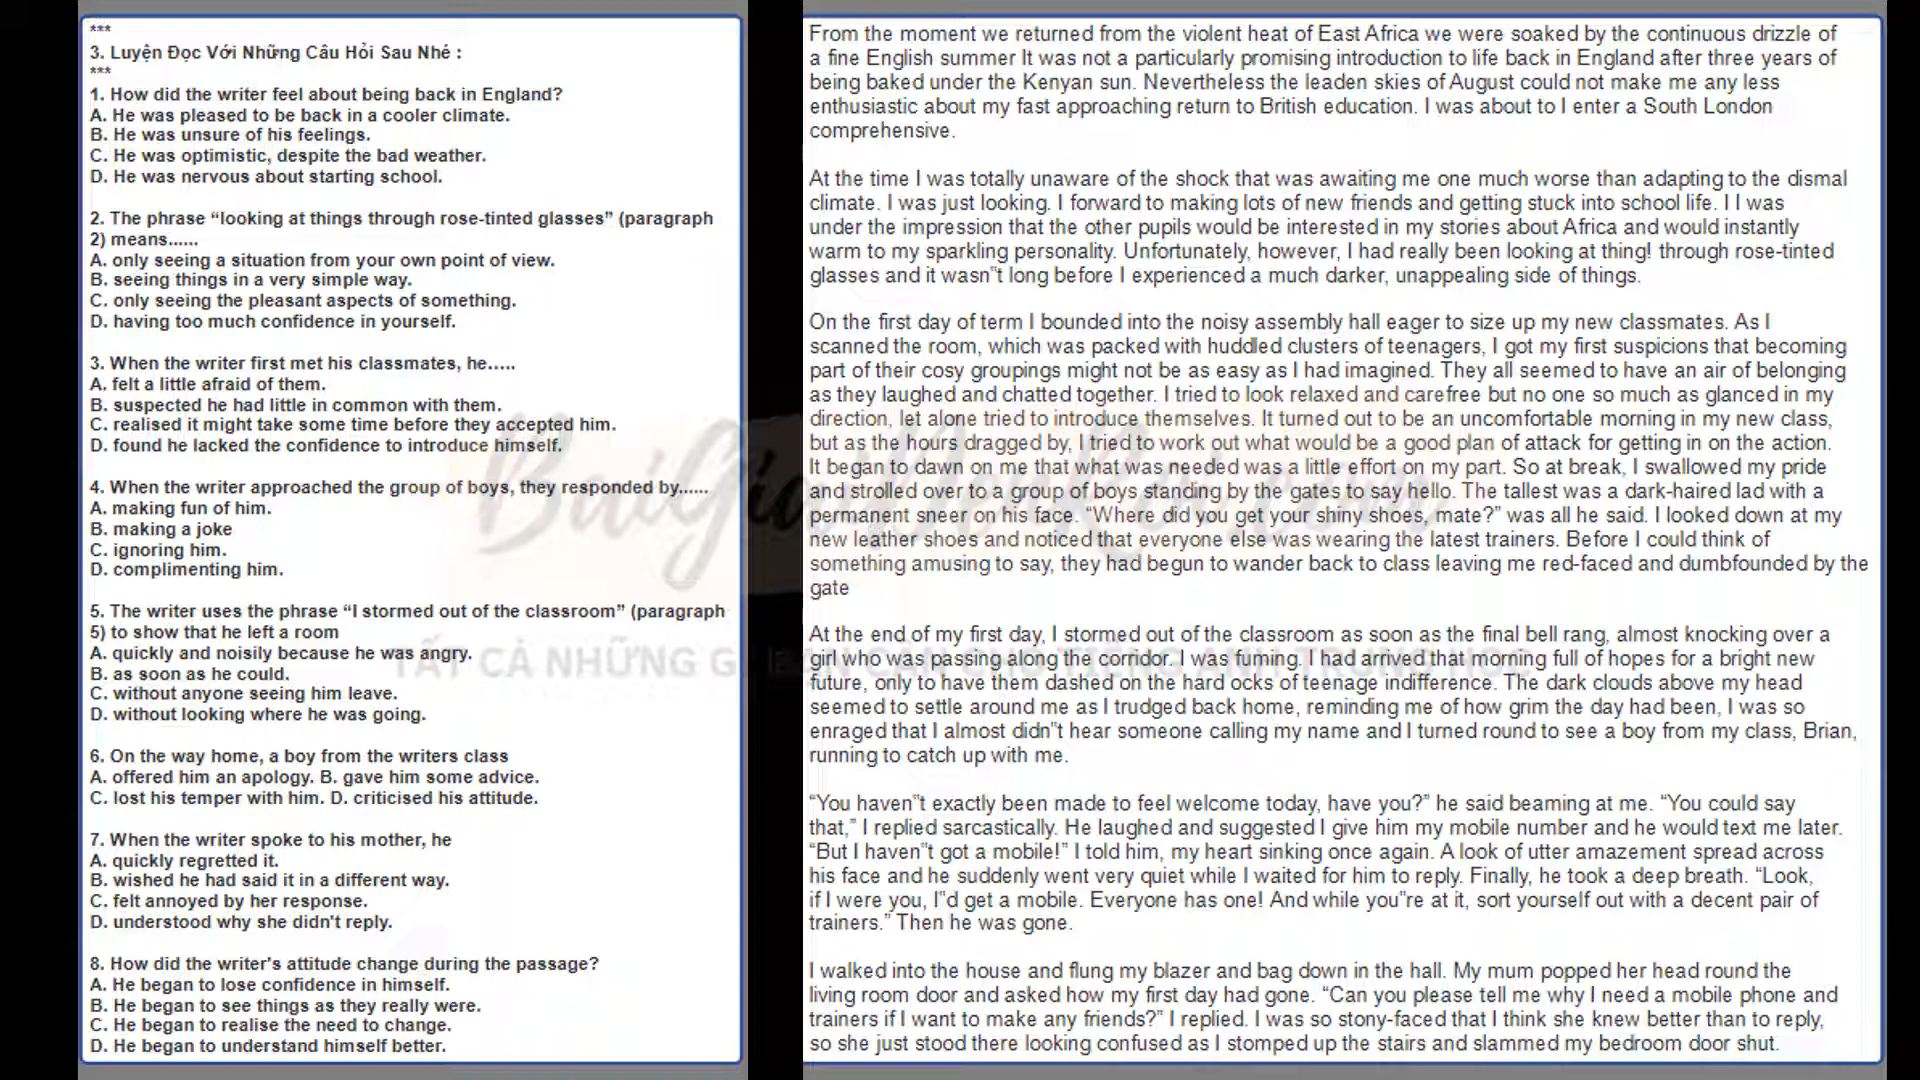 ***
3. Luyện Đọc Với Những Câu Hỏi Sau Nhé :
***
1. How did the writer feel about being back in England?
A. He was pleased to be back in a cooler climate.
B. He was unsure of his feelings.
C. He was optimistic, despite the bad weather.
D. He was nervous about starting school.
2. The phrase “looking at things through rose-tinted glasses” (paragraph
2) means......
A. only seeing a situation from your own point of view.
B. seeing things in a very simple way.
C. only seeing the pleasant aspects of something.
D. having too much confidence in yourself.
3. When the writer first met his classmates, he.....
A. felt a little afraid of them.
B. suspected he had little in common with them.
C. realised it might take some time before they accepted him.
D. found he lacked the confidence to introduce himself.
4. When the writer approached the group of boys, they responded by......
A. making fun of him.
B. making a joke
C. ignoring him.
D. complimenting him.
5. The writer uses the phrase “I stormed out of the classroom” (paragraph
5) to show that he left a room
A. quickly and noisily because he was angry.
B. as soon as he could.
C. without anyone seeing him leave.
D. without looking where he was going.
6. On the way home, a boy from the writers class
A. offered him an apology. B. gave him some advice.
C. lost his temper with him. D. criticised his attitude.
7. When the writer spoke to his mother, he
A. quickly regretted it.
B. wished he had said it in a different way.
C. felt annoyed by her response.
D. understood why she didn't reply.
8. How did the writer's attitude change during the passage?
A. He began to lose confidence in himself.
B. He began to see things as they really were.
C. He began to realise the need to change.
D. He began to understand himself better.
From the moment we returned from the violent heat of East Africa we were soaked by the continuous drizzle of
a fine English summer It was not a particularly promising introduction to life back in England after three years of
being baked under the Kenyan sun. Nevertheless the leaden skies of August could not make me any less
enthusiastic about my fast approaching return to British education. I was about to I enter a South London
comprehensive.
At the time I was totally unaware of the shock that was awaiting me one much worse than adapting to the dismal
climate. I was just looking. I forward to making lots of new friends and getting stuck into school life. I I was
under the impression that the other pupils would be interested in my stories about Africa and would instantly
warm to my sparkling personality. Unfortunately, however, I had really been looking at thing! through rose-tinted
glasses and it wasn‟t long before I experienced a much darker, unappealing side of things.
On the first day of term I bounded into the noisy assembly hall eager to size up my new classmates. As I
scanned the room, which was packed with huddled clusters of teenagers, I got my first suspicions that becoming
part of their cosy groupings might not be as easy as I had imagined. They all seemed to have an air of belonging
as they laughed and chatted together. I tried to look relaxed and carefree but no one so much as glanced in my
direction, let alone tried to introduce themselves. It turned out to be an uncomfortable morning in my new class,
but as the hours dragged by, I tried to work out what would be a good plan of attack for getting in on the action.
It began to dawn on me that what was needed was a little effort on my part. So at break, I swallowed my pride
and strolled over to a group of boys standing by the gates to say hello. The tallest was a dark-haired lad with a
permanent sneer on his face. “Where did you get your shiny shoes, mate?” was all he said. I looked down at my
new leather shoes and noticed that everyone else was wearing the latest trainers. Before I could think of
something amusing to say, they had begun to wander back to class leaving me red-faced and dumbfounded by the
gate
At the end of my first day, I stormed out of the classroom as soon as the final bell rang, almost knocking over a
girl who was passing along the corridor. I was fuming. I had arrived that morning full of hopes for a bright new
future, only to have them dashed on the hard ocks of teenage indifference. The dark clouds above my head
seemed to settle around me as I trudged back home, reminding me of how grim the day had been, I was so
enraged that I almost didn‟t hear someone calling my name and I turned round to see a boy from my class, Brian,
running to catch up with me.
“You haven‟t exactly been made to feel welcome today, have you?” he said beaming at me. “You could say
that,” I replied sarcastically. He laughed and suggested I give him my mobile number and he would text me later.
“But I haven‟t got a mobile!” I told him, my heart sinking once again. A look of utter amazement spread across
his face and he suddenly went very quiet while I waited for him to reply. Finally, he took a deep breath. “Look,
if I were you, I‟d get a mobile. Everyone has one! And while you‟re at it, sort yourself out with a decent pair of
trainers.” Then he was gone.
I walked into the house and flung my blazer and bag down in the hall. My mum popped her head round the
living room door and asked how my first day had gone. “Can you please tell me why I need a mobile phone and
trainers if I want to make any friends?” I replied. I was so stony-faced that I think she knew better than to reply,
so she just stood there looking confused as I stomped up the stairs and slammed my bedroom door shut.